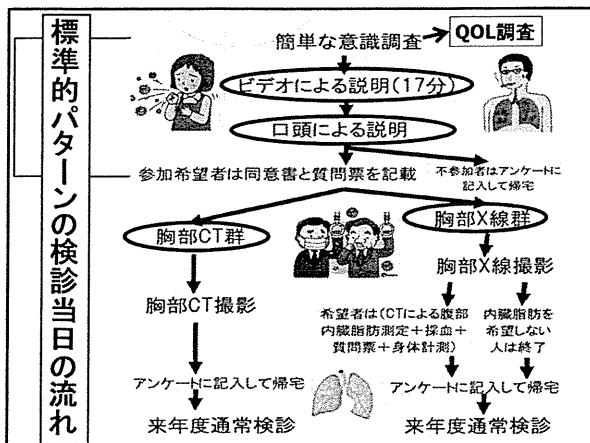 標準的パターンの検診当日の流れ
簡単な意識調査
QOL調査
ビデオによる説明(17分)
口頭による説明
参加希望者は同意書と質問票を記載
不参加者はアンケートに
記入して帰宅
胸部CT群
胸部X線群
胸部CT撮影
胸部X線撮影
希望者は(CTによる腹部
内臓脂肪測定+採血+
質問票+身体計測)
内臓脂肪を
希望しない
人は終了
アンケートに記入して帰宅
アンケートに記入して帰宅
来年度通常検診
来年度通常検診